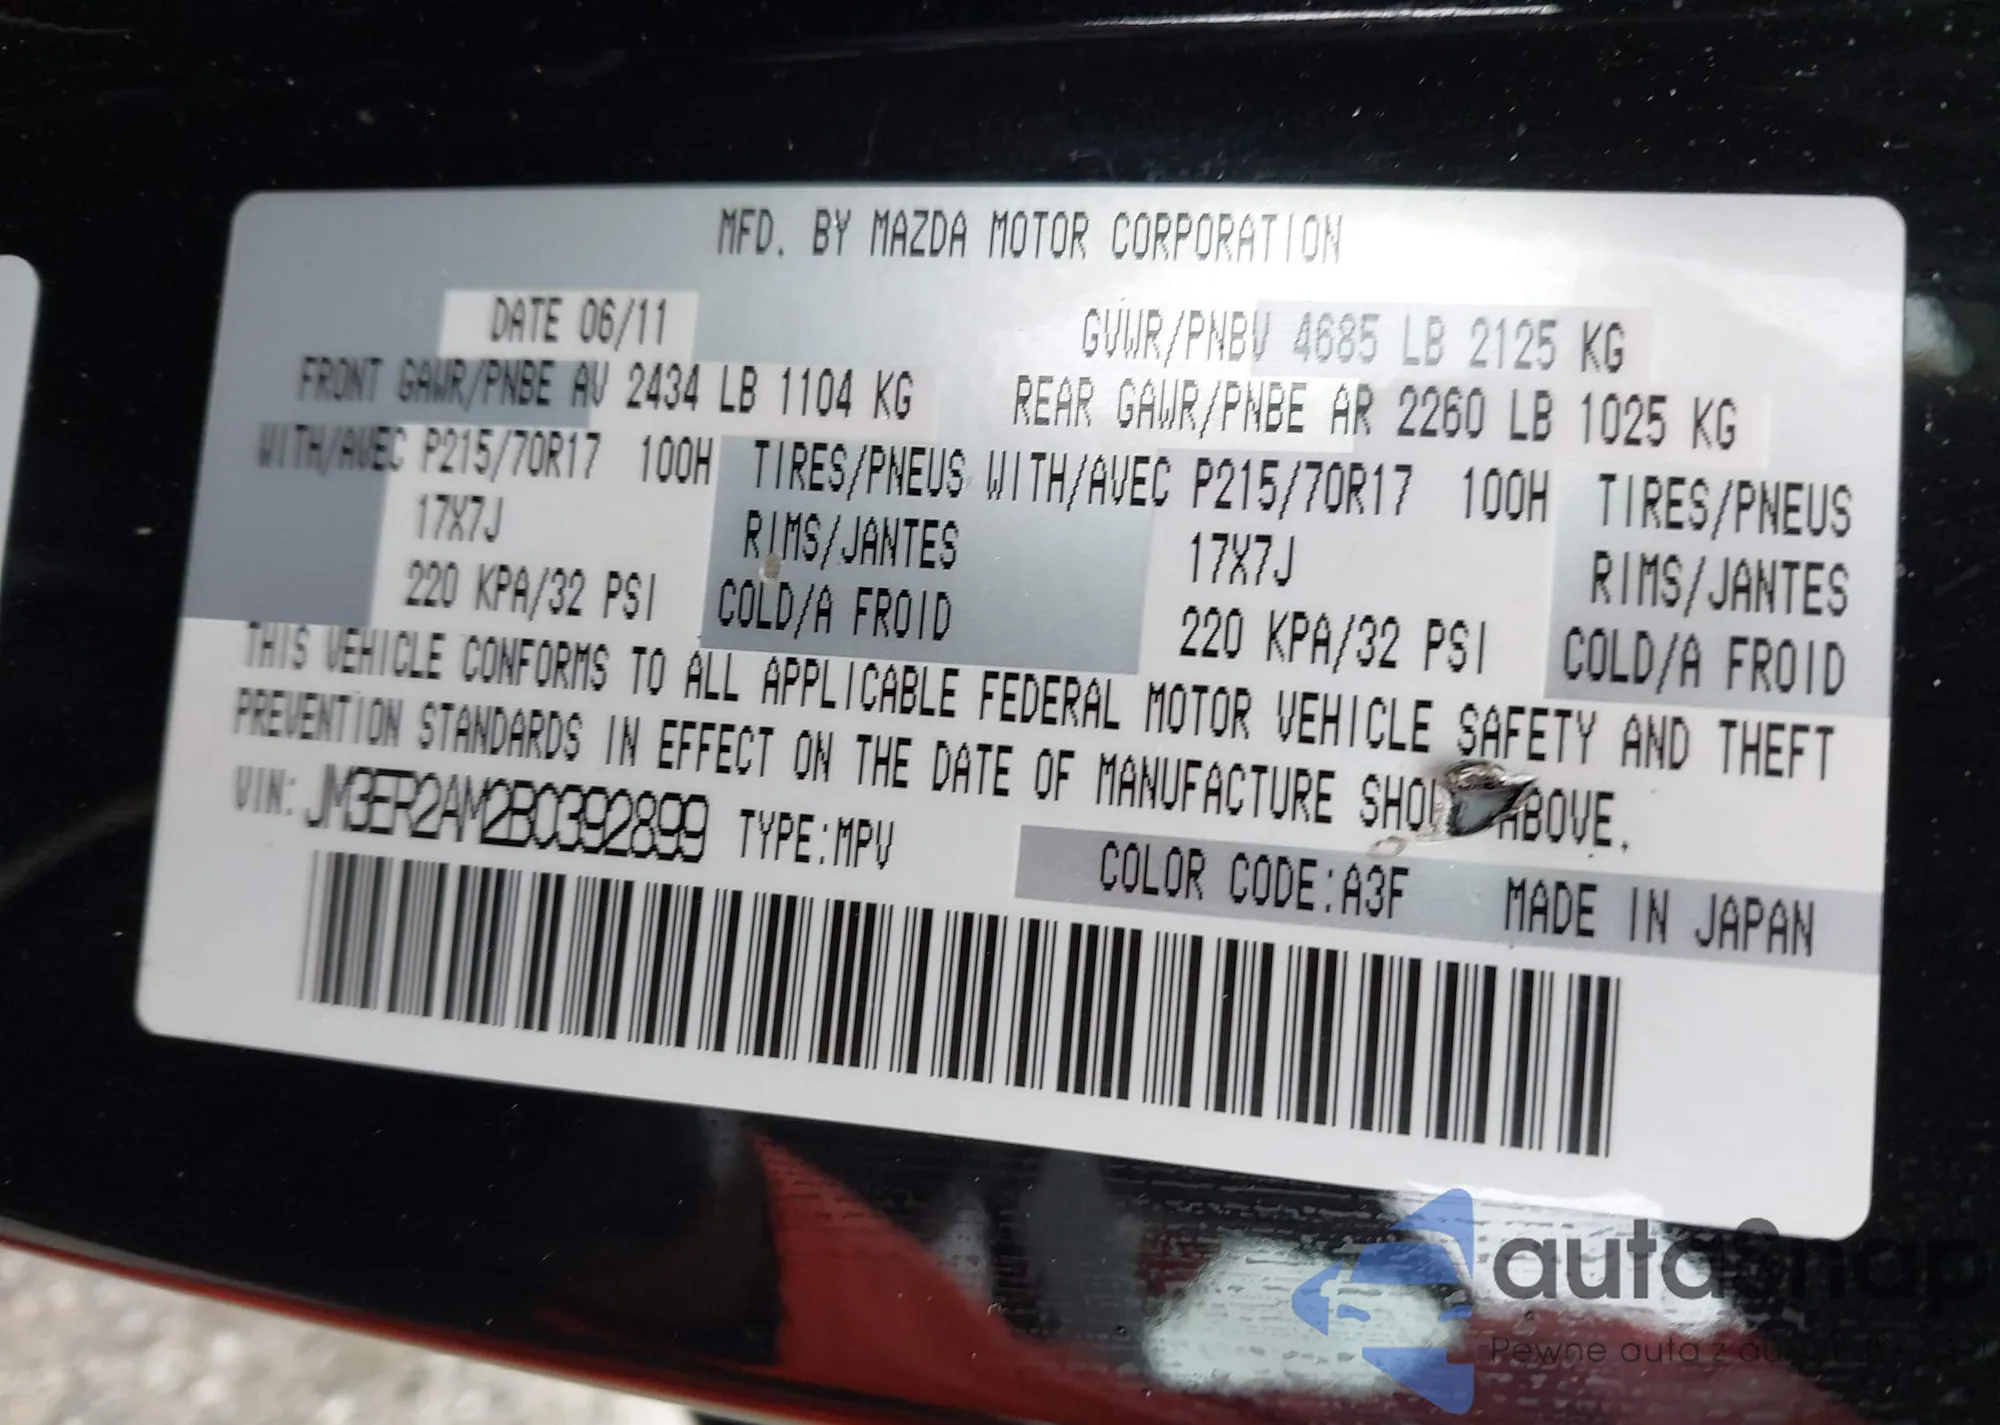 MFD. BY MAZDA MOTOR CORPORATION
DATE 06/11 GVWR/PNBV 4685 LB 2125 KG
FRONT GAWR/PNBE AV 2434 LB 1104 KG REAR GAWR/PNBE AR 2260 LB 1025 KG
WITH/AVEC P215/70R17 100H TIRES/PNEUS WITH/AVEC P215/70R17 100H TIRES/PNEUS
17X7J RIMS/JANTES 17X7J RIMS/JANTES
220 KPA/32 PSI COLD/A FROID 220 KPA/32 PSI COLD/A FROID
THIS VEHICLE CONFORMS TO ALL APPLICABLE FEDERAL MOTOR VEHICLE SAFETY AND THEFT
PREVENTION STANDARDS IN EFFECT ON THE DATE OF MANUFACTURE ABOVE.
VIN: JM3ER2AM2B0392899 TYPE:MPV
COLOR CODE:A3F MADE IN JAPAN
autasnap
Pewne auta z